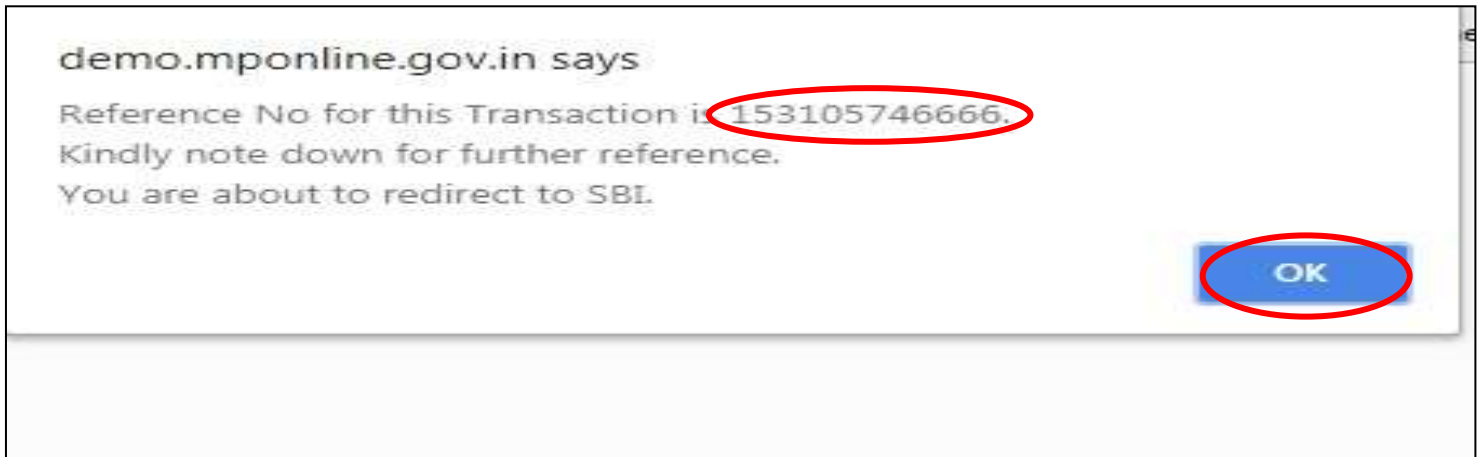 demo.mponline.gov.in says
Reference No for this Transaction is 153105746666.
Kindly note down for further reference.
You are about to redirect to SBI.
OK